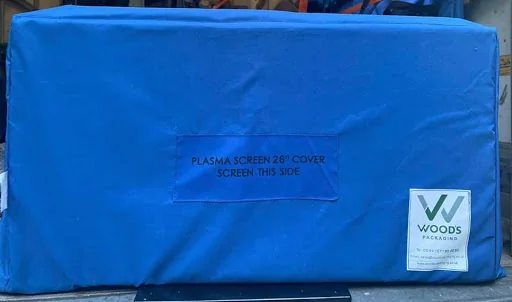 PLASMA SCREEN 26" COVER
SCREEN THIS SIDE
WOODS
PACKAGING